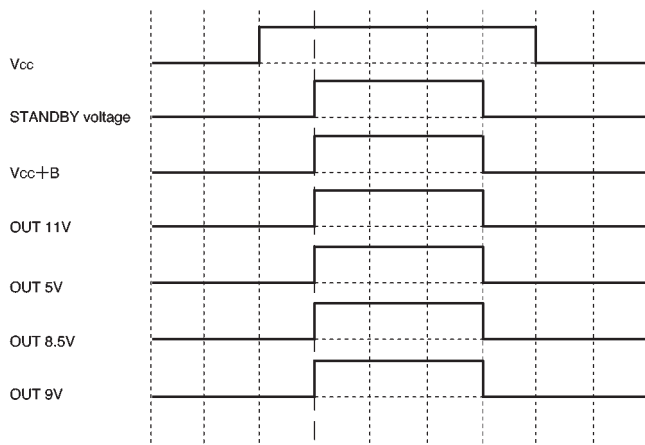 Vcc
STANDBY voltage
Vcc+B
OUT 11V
OUT 5V
OUT 8.5V
OUT 9V